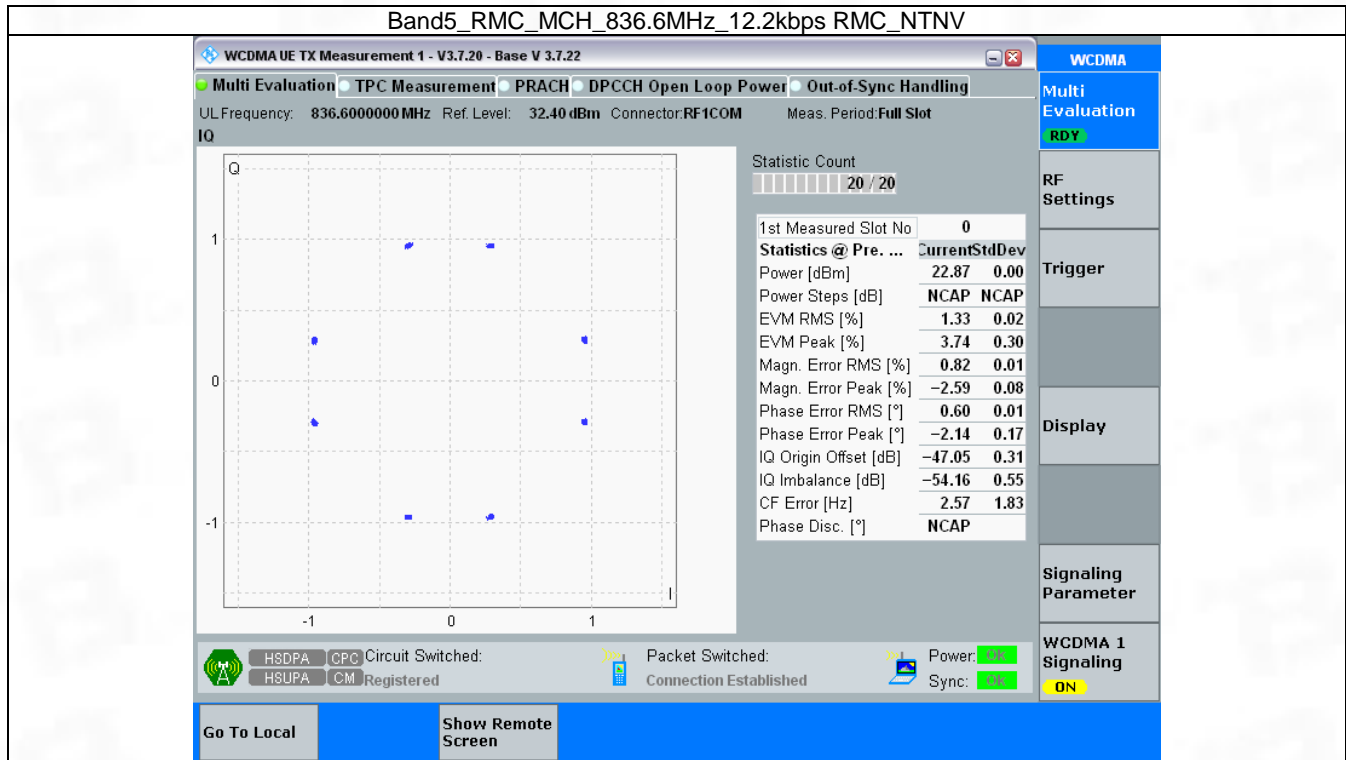 Band5_RMC_MCH_836.6MHz_12.2kbps RMC_NTNV
WCDMA UE TX Measurement 1 - V3.7.20 - Base V 3.7.22
WCDMA
Multi Evaluation TPC Measurement PRACH DPCCH Open Loop Power Out-of-Sync Handling
UL Frequency: 836.6000000 MHz Ref. Level: 32.40 dBm Connector:RF1COM Meas. Period:Full Slot
IQ
Q
1
0
-1
-1 0 1
I
Statistic Count
20 / 20
1st Measured Slot No 0
Statistics @ Pre. ... CurrentStdDev
Power [dBm] 22.87 0.00
Power Steps [dB] NCAP NCAP
EVM RMS [%] 1.33 0.02
EVM Peak [%] 3.74 0.30
Magn. Error RMS [%] 0.82 0.01
Magn. Error Peak [%] −2.59 0.08
Phase Error RMS [°] 0.60 0.01
Phase Error Peak [°] −2.14 0.17
IQ Origin Offset [dB] −47.05 0.31
IQ Imbalance [dB] −54.16 0.55
CF Error [Hz] 2.57 1.83
Phase Disc. [°] NCAP
Multi
Evaluation
RDY
RF
Settings
Trigger
Display
Signaling
Parameter
WCDMA 1
Signaling
ON
HSDPA CPC Circuit Switched: Packet Switched: Power: Ok
HSUPA CM Registered Connection Established Sync: Ok
Go To Local
Show Remote
Screen